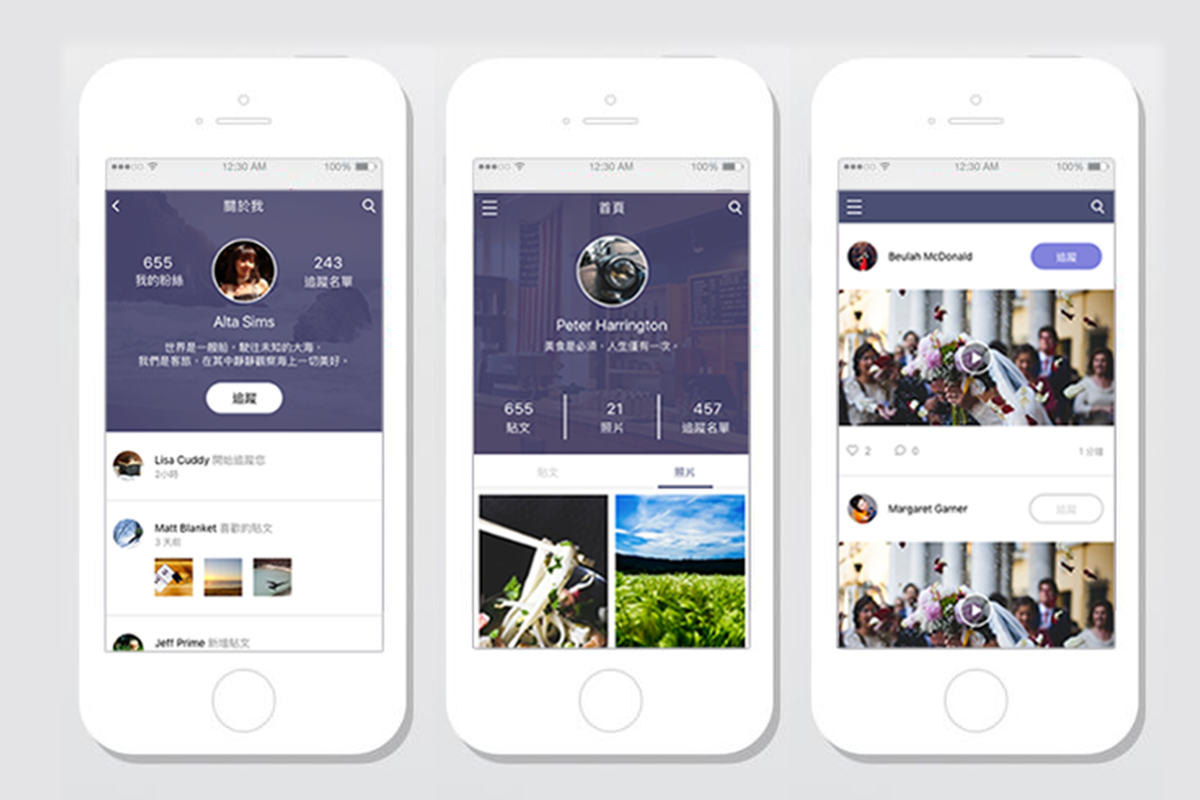 12:30 AM
100%
關於我
655
我的粉絲
243
追蹤名單
Alta Sims
世界是一艘船，駛往未知的大海，
我們是客旅，在其中靜靜觀察海上一切美好。
追蹤
Lisa Cuddy 開始追蹤您
2小時
Matt Blanket 喜歡的貼文
3 天前
Jeff Prime 新增貼文
12:30 AM
100%
首頁
Peter Harrington
美食是必須，人生僅有一次。
655
貼文
21
照片
457
追蹤名單
貼文
照片
12:30 AM
100%
Beulah McDonald
追蹤
2
0
1 分鐘
Margaret Garner
追蹤